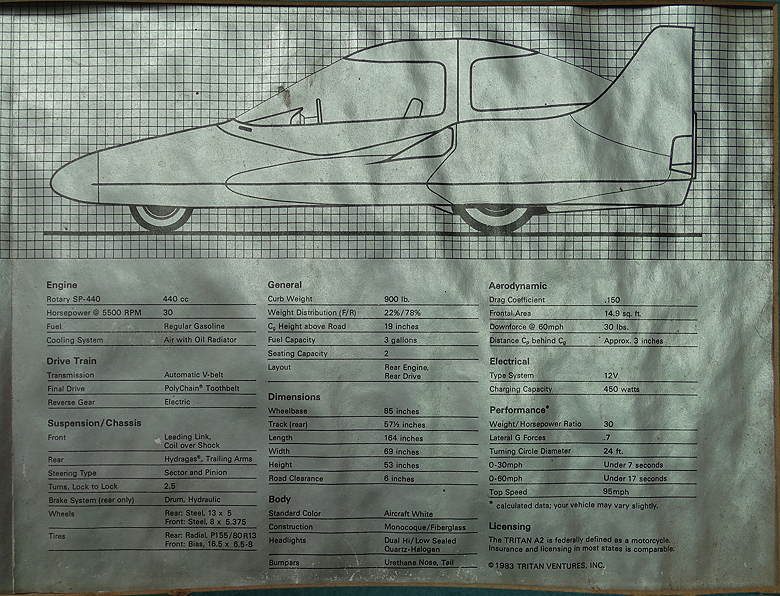 Engine
Rotary SP-440 440 cc
Horsepower @ 5500 RPM 30
Fuel Regular Gasoline
Cooling System Air with Oil Radiator
Drive Train
Transmission Automatic V-belt
Final Drive PolyChain® Toothbelt
Reverse Gear Electric
Suspension/Chassis
Front Leading Link,
Coil over Shock
Rear Hydragas®, Trailing Arms
Steering Type Sector and Pinion
Turns, Lock to Lock 2.5
Brake System (rear only) Drum, Hydraulic
Wheels Rear: Steel, 13 x 5
Front: Steel, 8 x 5.375
Tires Rear: Radial, P155/80R13
Front: Bias, 16.5 x 6.5-8
General
Curb Weight 900 lb.
Weight Distribution (F/R) 22%/78%
Cg Height above Road 19 inches
Fuel Capacity 3 gallons
Seating Capacity 2
Layout Rear Engine,
Rear Drive
Dimensions
Wheelbase 85 inches
Track (rear) 57½ inches
Length 164 inches
Width 69 inches
Height 53 inches
Road Clearance 6 inches
Body
Standard Color Aircraft White
Construction Monocoque/Fiberglass
Headlights Dual Hi/Low Sealed
Quartz-Halogen
Bumpars Urethane Nose, Tail
Aerodynamic
Drag Coefficient .150
Frontal Area 14.9 sq. ft.
Downforce @ 60mph 30 lbs.
Distance Cp behind Cg Approx. 3 inches
Electrical
Type System 12V
Charging Capacity 450 watts
Performance*
Weight/Horsepower Ratio 30
Lateral G Forces .7
Turning Circle Diameter 24 ft.
0-30mph Under 7 seconds
0-60mph Under 17 seconds
Top Speed 95mph
* calculated data; your vehicle may vary slightly.
Licensing
The TRITAN A2 is federally defined as a motorcycle.
Insurance and licensing in most states is comparable.
©1983 TRITAN VENTURES, INC.